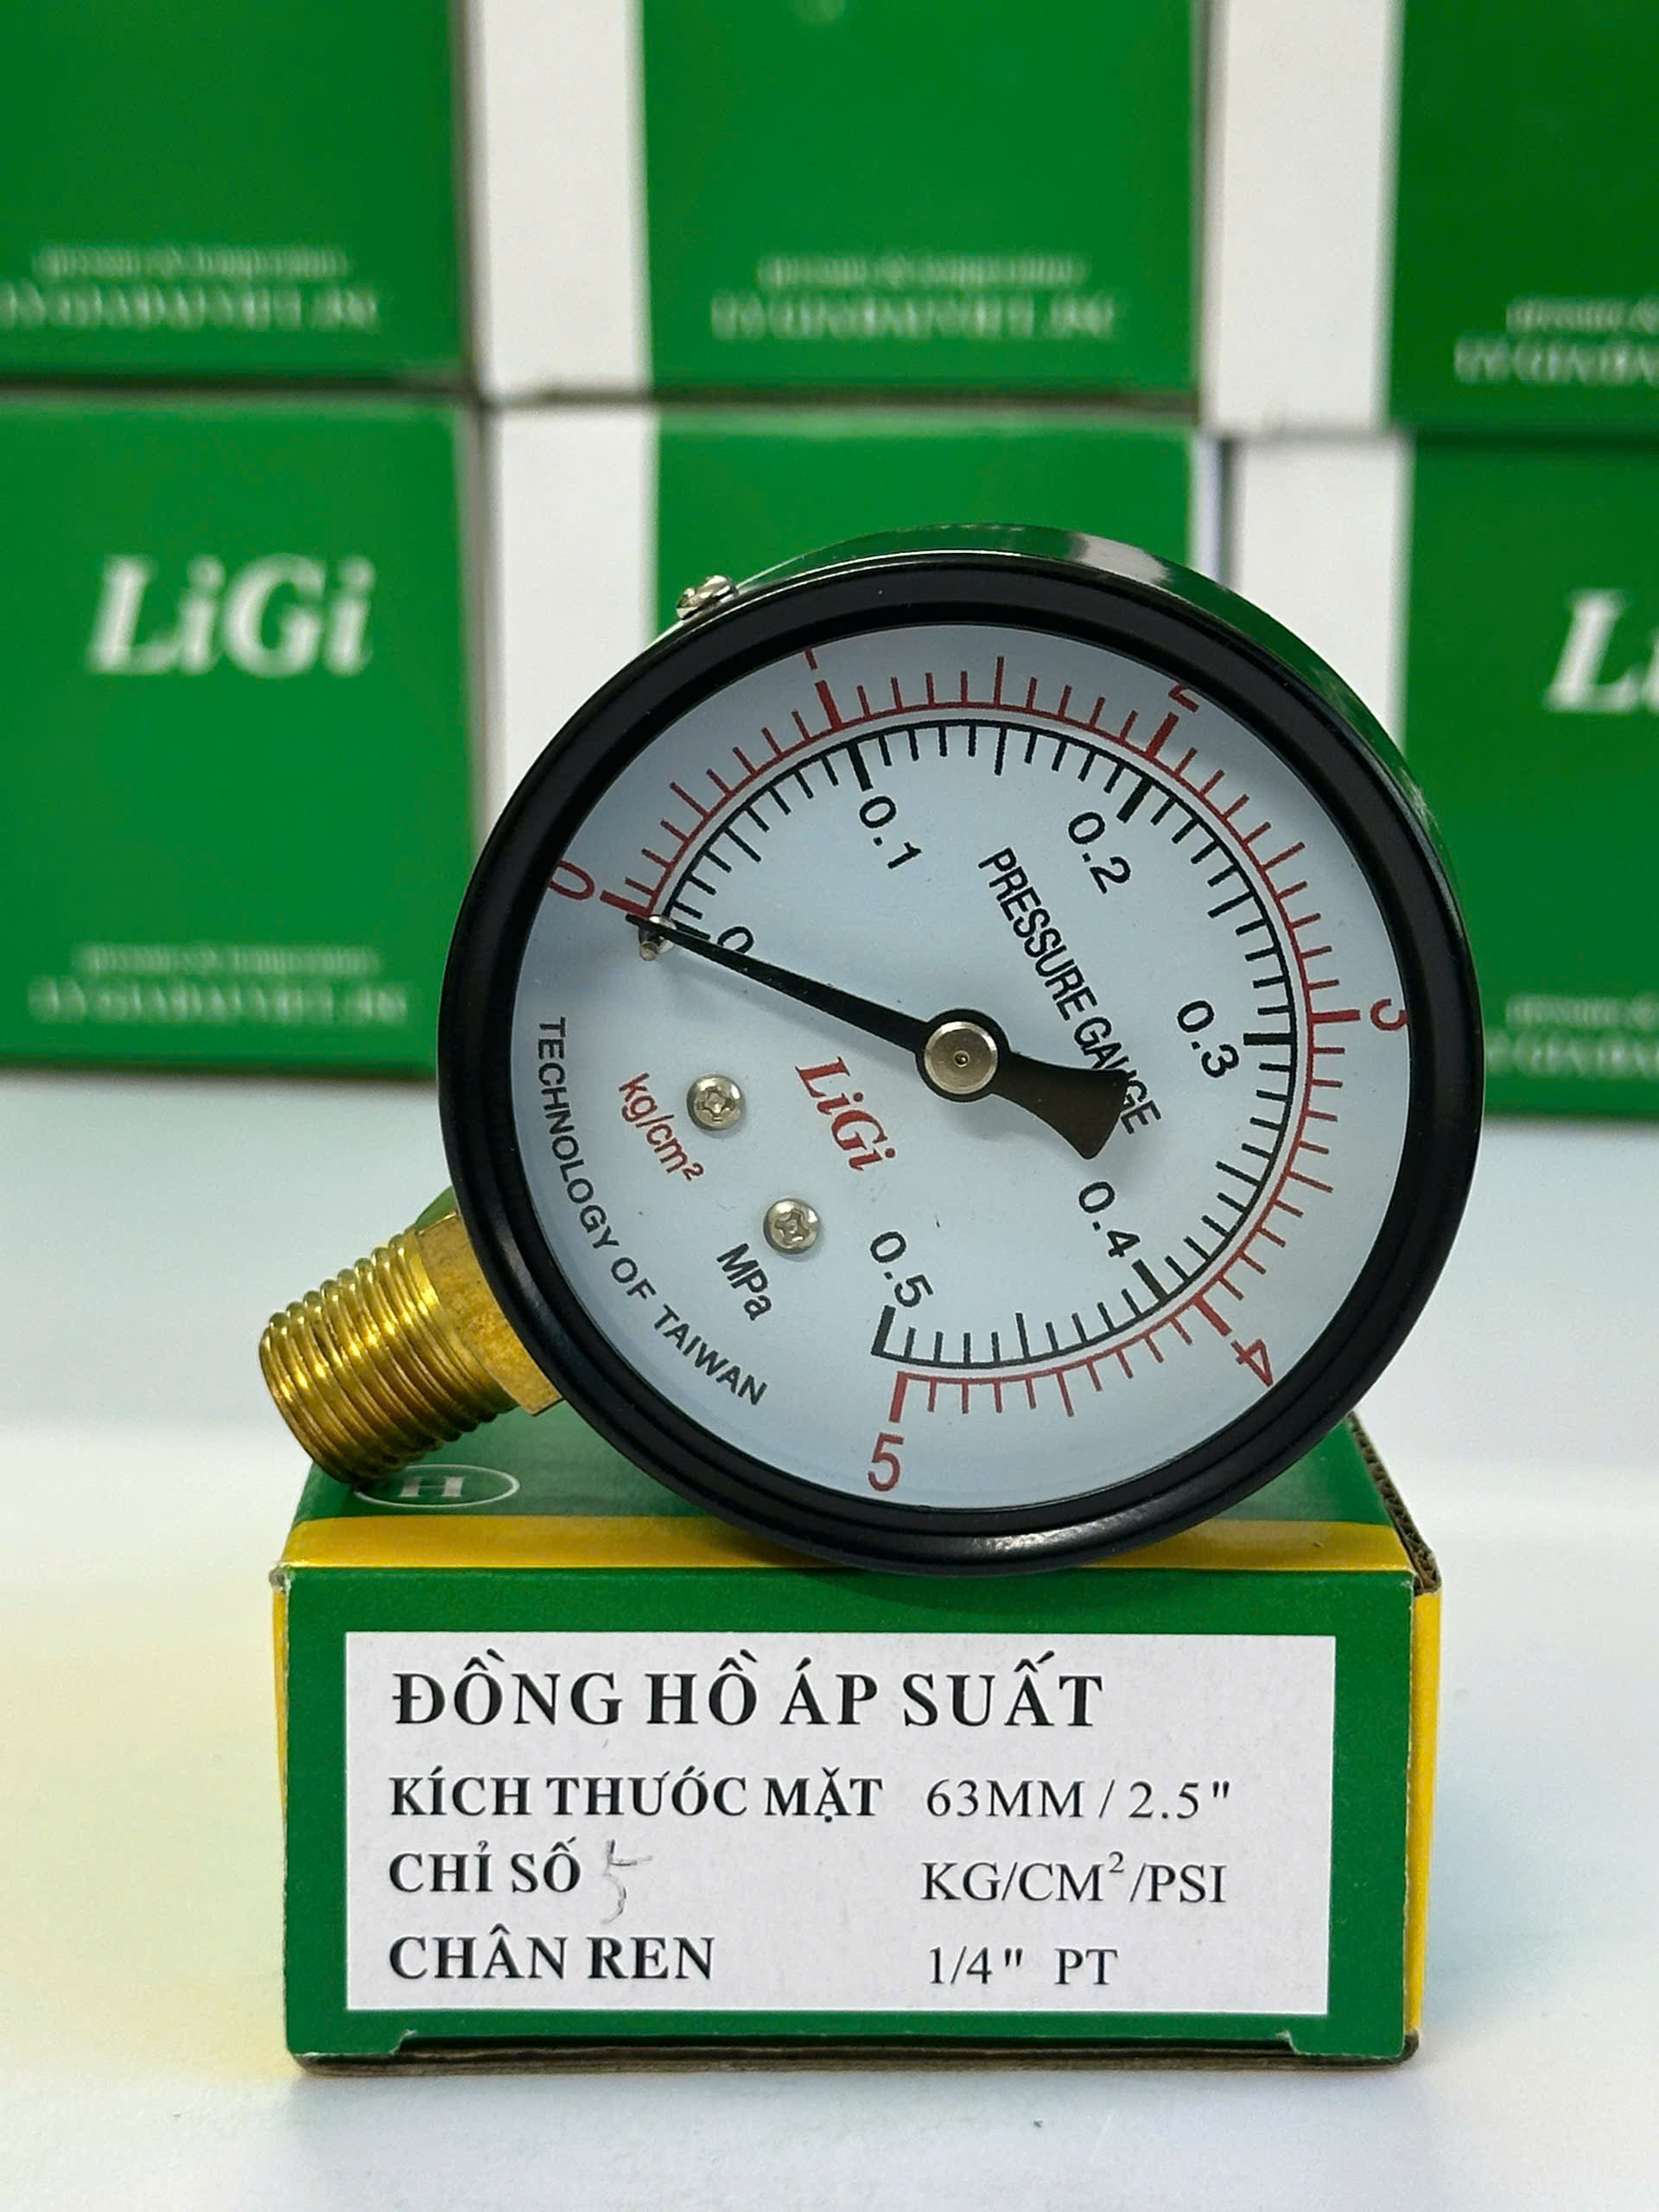 LiGi
0
1
2
3
4
5
0
0.1
0.2
0.3
0.4
0.5
PRESSURE GAUGE
LiGi
kg/cm²
MPa
TECHNOLOGY OF TAIWAN
H
ĐỒNG HỒ ÁP SUẤT
KÍCH THƯỚC MẶT 63MM / 2.5"
CHỈ SỐ 5 KG/CM²/PSI
CHÂN REN 1/4" PT